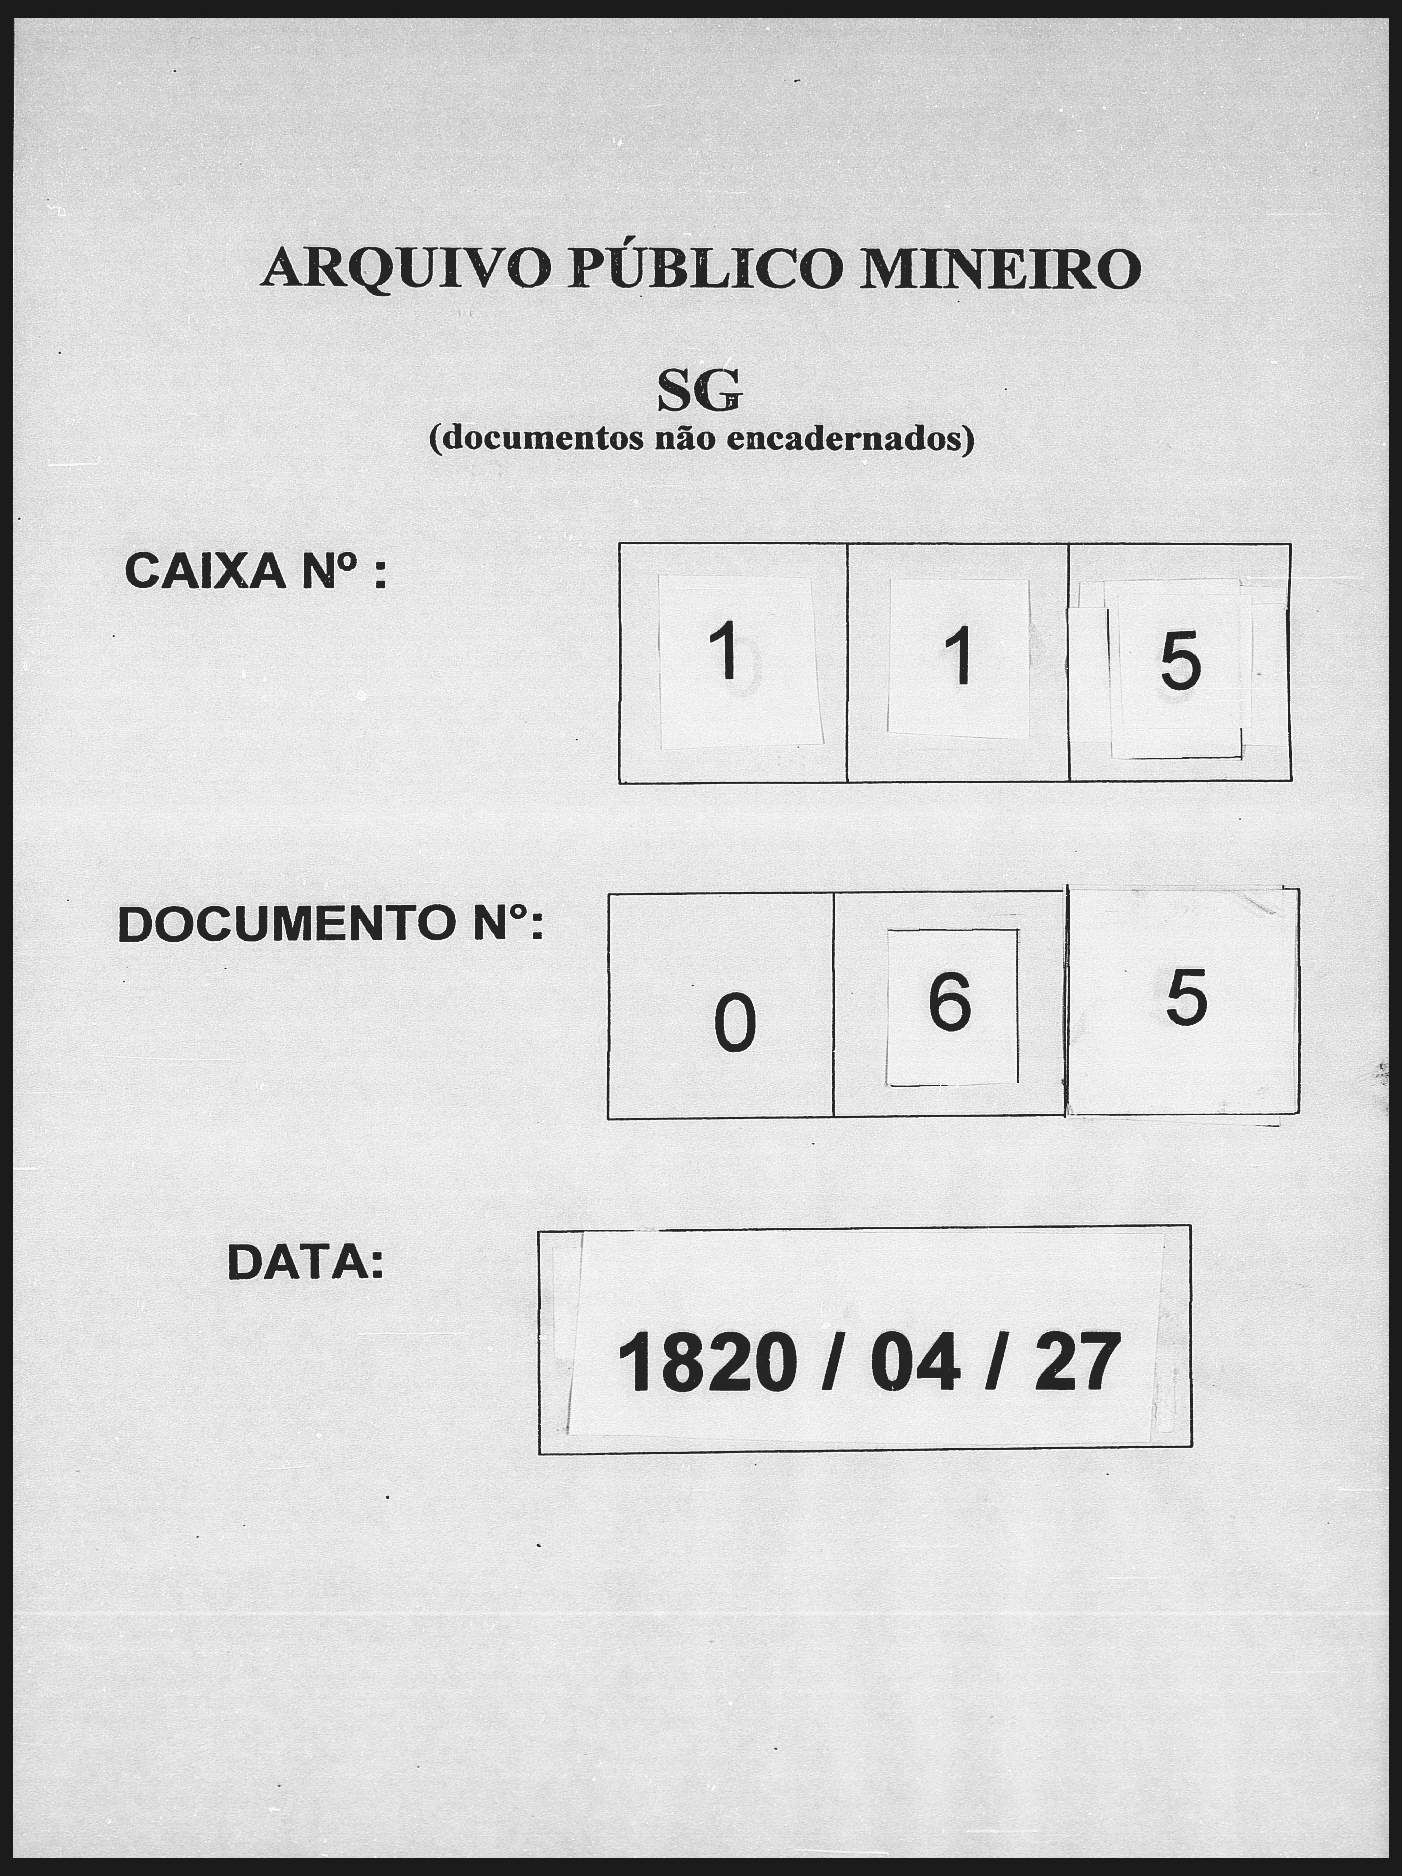 ARQUIVO PÚBLICO MINEIRO
SG
(documentos não encadernados)
CAIXA Nº : 1 1 5
DOCUMENTO N°: 0 6 5
DATA: 1820 / 04 / 27